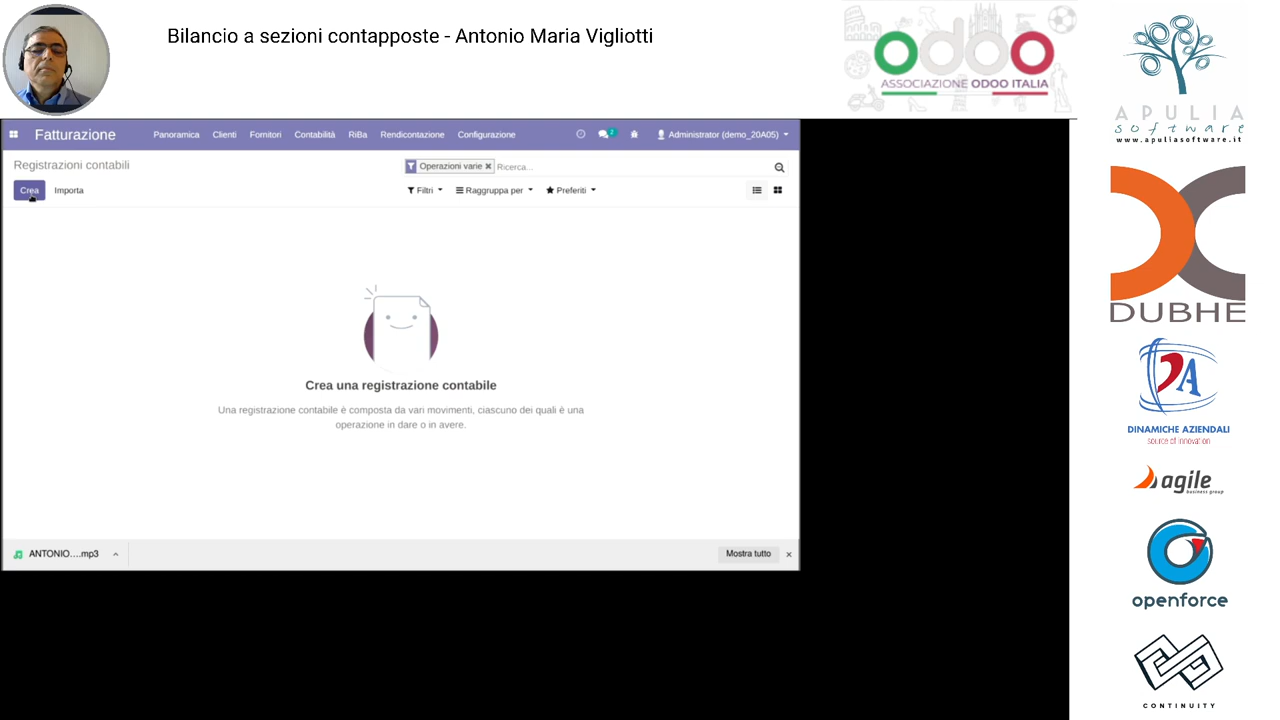 Bilancio a sezioni contapposte - Antonio Maria Vigliotti
odoo
ASSOCIAZIONE ODOO ITALIA
APULIA
software
www.apuliasoftware.it
Fatturazione
Panoramica Clienti Fornitori Contabilità RiBa Rendicontazione Configurazione
2 Administrator (demo_20A05)
Registrazioni contabili
Operazioni varie Ricerca...
Crea Importa
Filtri Raggruppa per Preferiti
Crea una registrazione contabile
Una registrazione contabile è composta da vari movimenti, ciascuno dei quali è una
operazione in dare o in avere.
ANTONIO....mp3 Mostra tutto
DUBHE
DA
DINAMICHE AZIENDALI
source of innovation
agile
business group
openforce
CONTINUITY